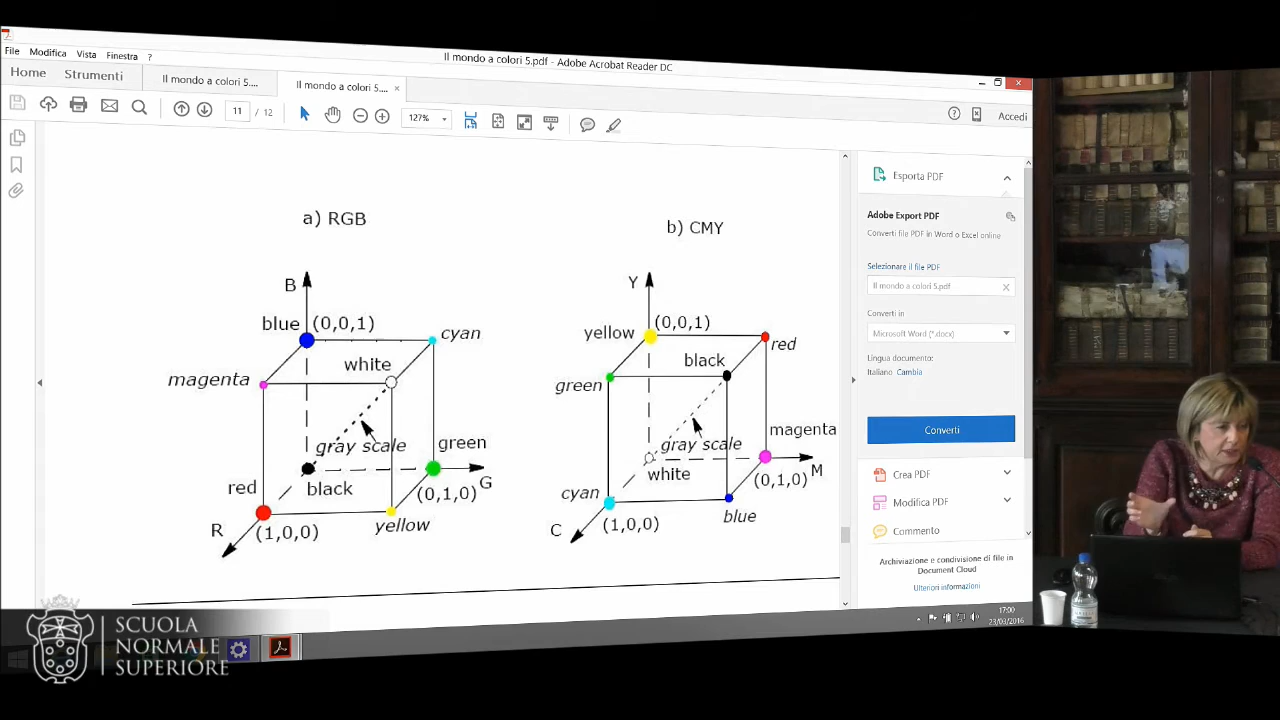 Il mondo a colori 5.pdf - Adobe Acrobat Reader DC
File Modifica Vista Finestra ?
Home Strumenti Il mondo a colori 5.... Il mondo a colori 5.... ×
11 / 12 127% Accedi
a) RGB
B
blue (0,0,1)
cyan
white
magenta
gray scale
green
black
G
(0,1,0)
red
R
(1,0,0)
yellow
b) CMY
Y
yellow (0,0,1)
red
black
green
magenta
gray scale
white
M
(0,1,0)
cyan
C
(1,0,0)
blue
Esporta PDF
Adobe Export PDF
Converti file PDF in Word o Excel online
Selezionare il file PDF
Il mondo a colori 5.pdf
Converti in
Microsoft Word (*.docx)
Lingua documento:
Italiano Cambia
Converti
Crea PDF
Modifica PDF
Commento
Archiviazione e condivisione di file in
Document Cloud
Ulteriori informazioni
17:00
23/03/2016
SCUOLA
NORMALE
SUPERIORE